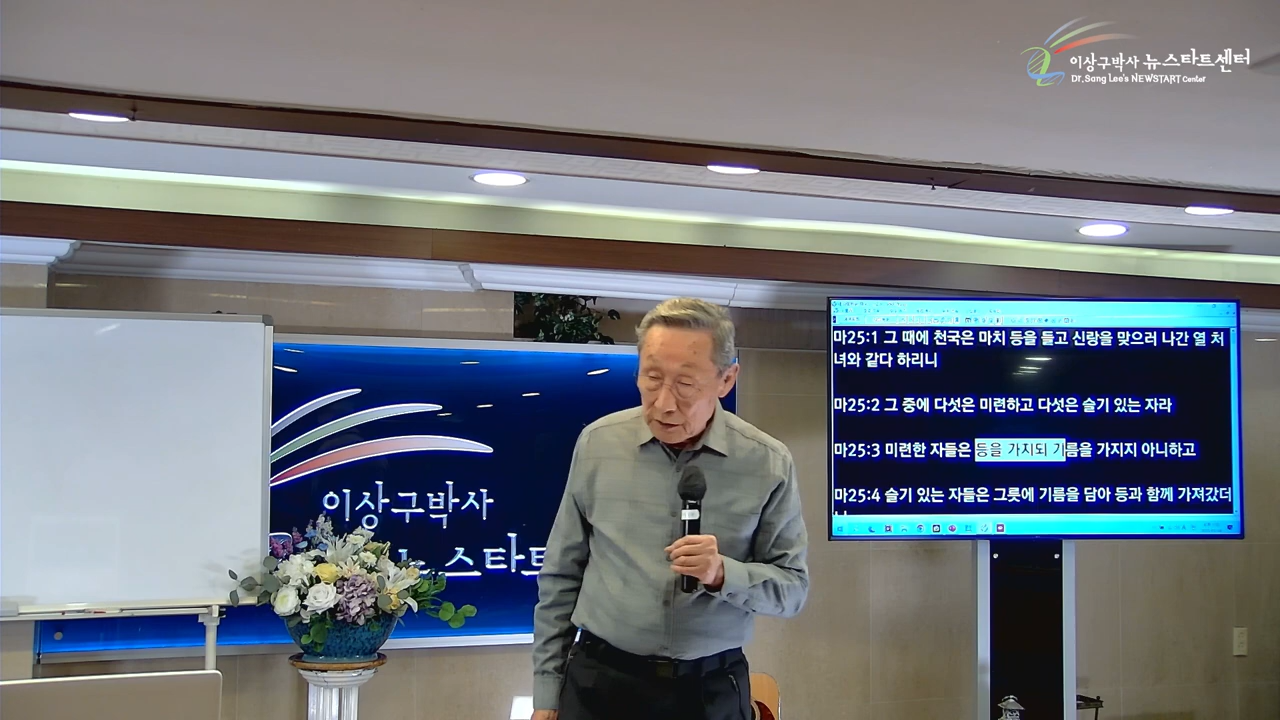 이상구박사 뉴스타트센터
Dr. Sang Lee's NEWSTART Center
마25:1 그 때에 천국은 마치 등을 들고 신랑을 맞으러 나간 열 처
녀와 같다 하리니
마25:2 그 중에 다섯은 미련하고 다섯은 슬기 있는 자라
마25:3 미련한 자들은 등을 가지되 기름을 가지지 아니하고
마25:4 슬기 있는 자들은 그릇에 기름을 담아 등과 함께 가져갔더
이상구박사
뉴스타트